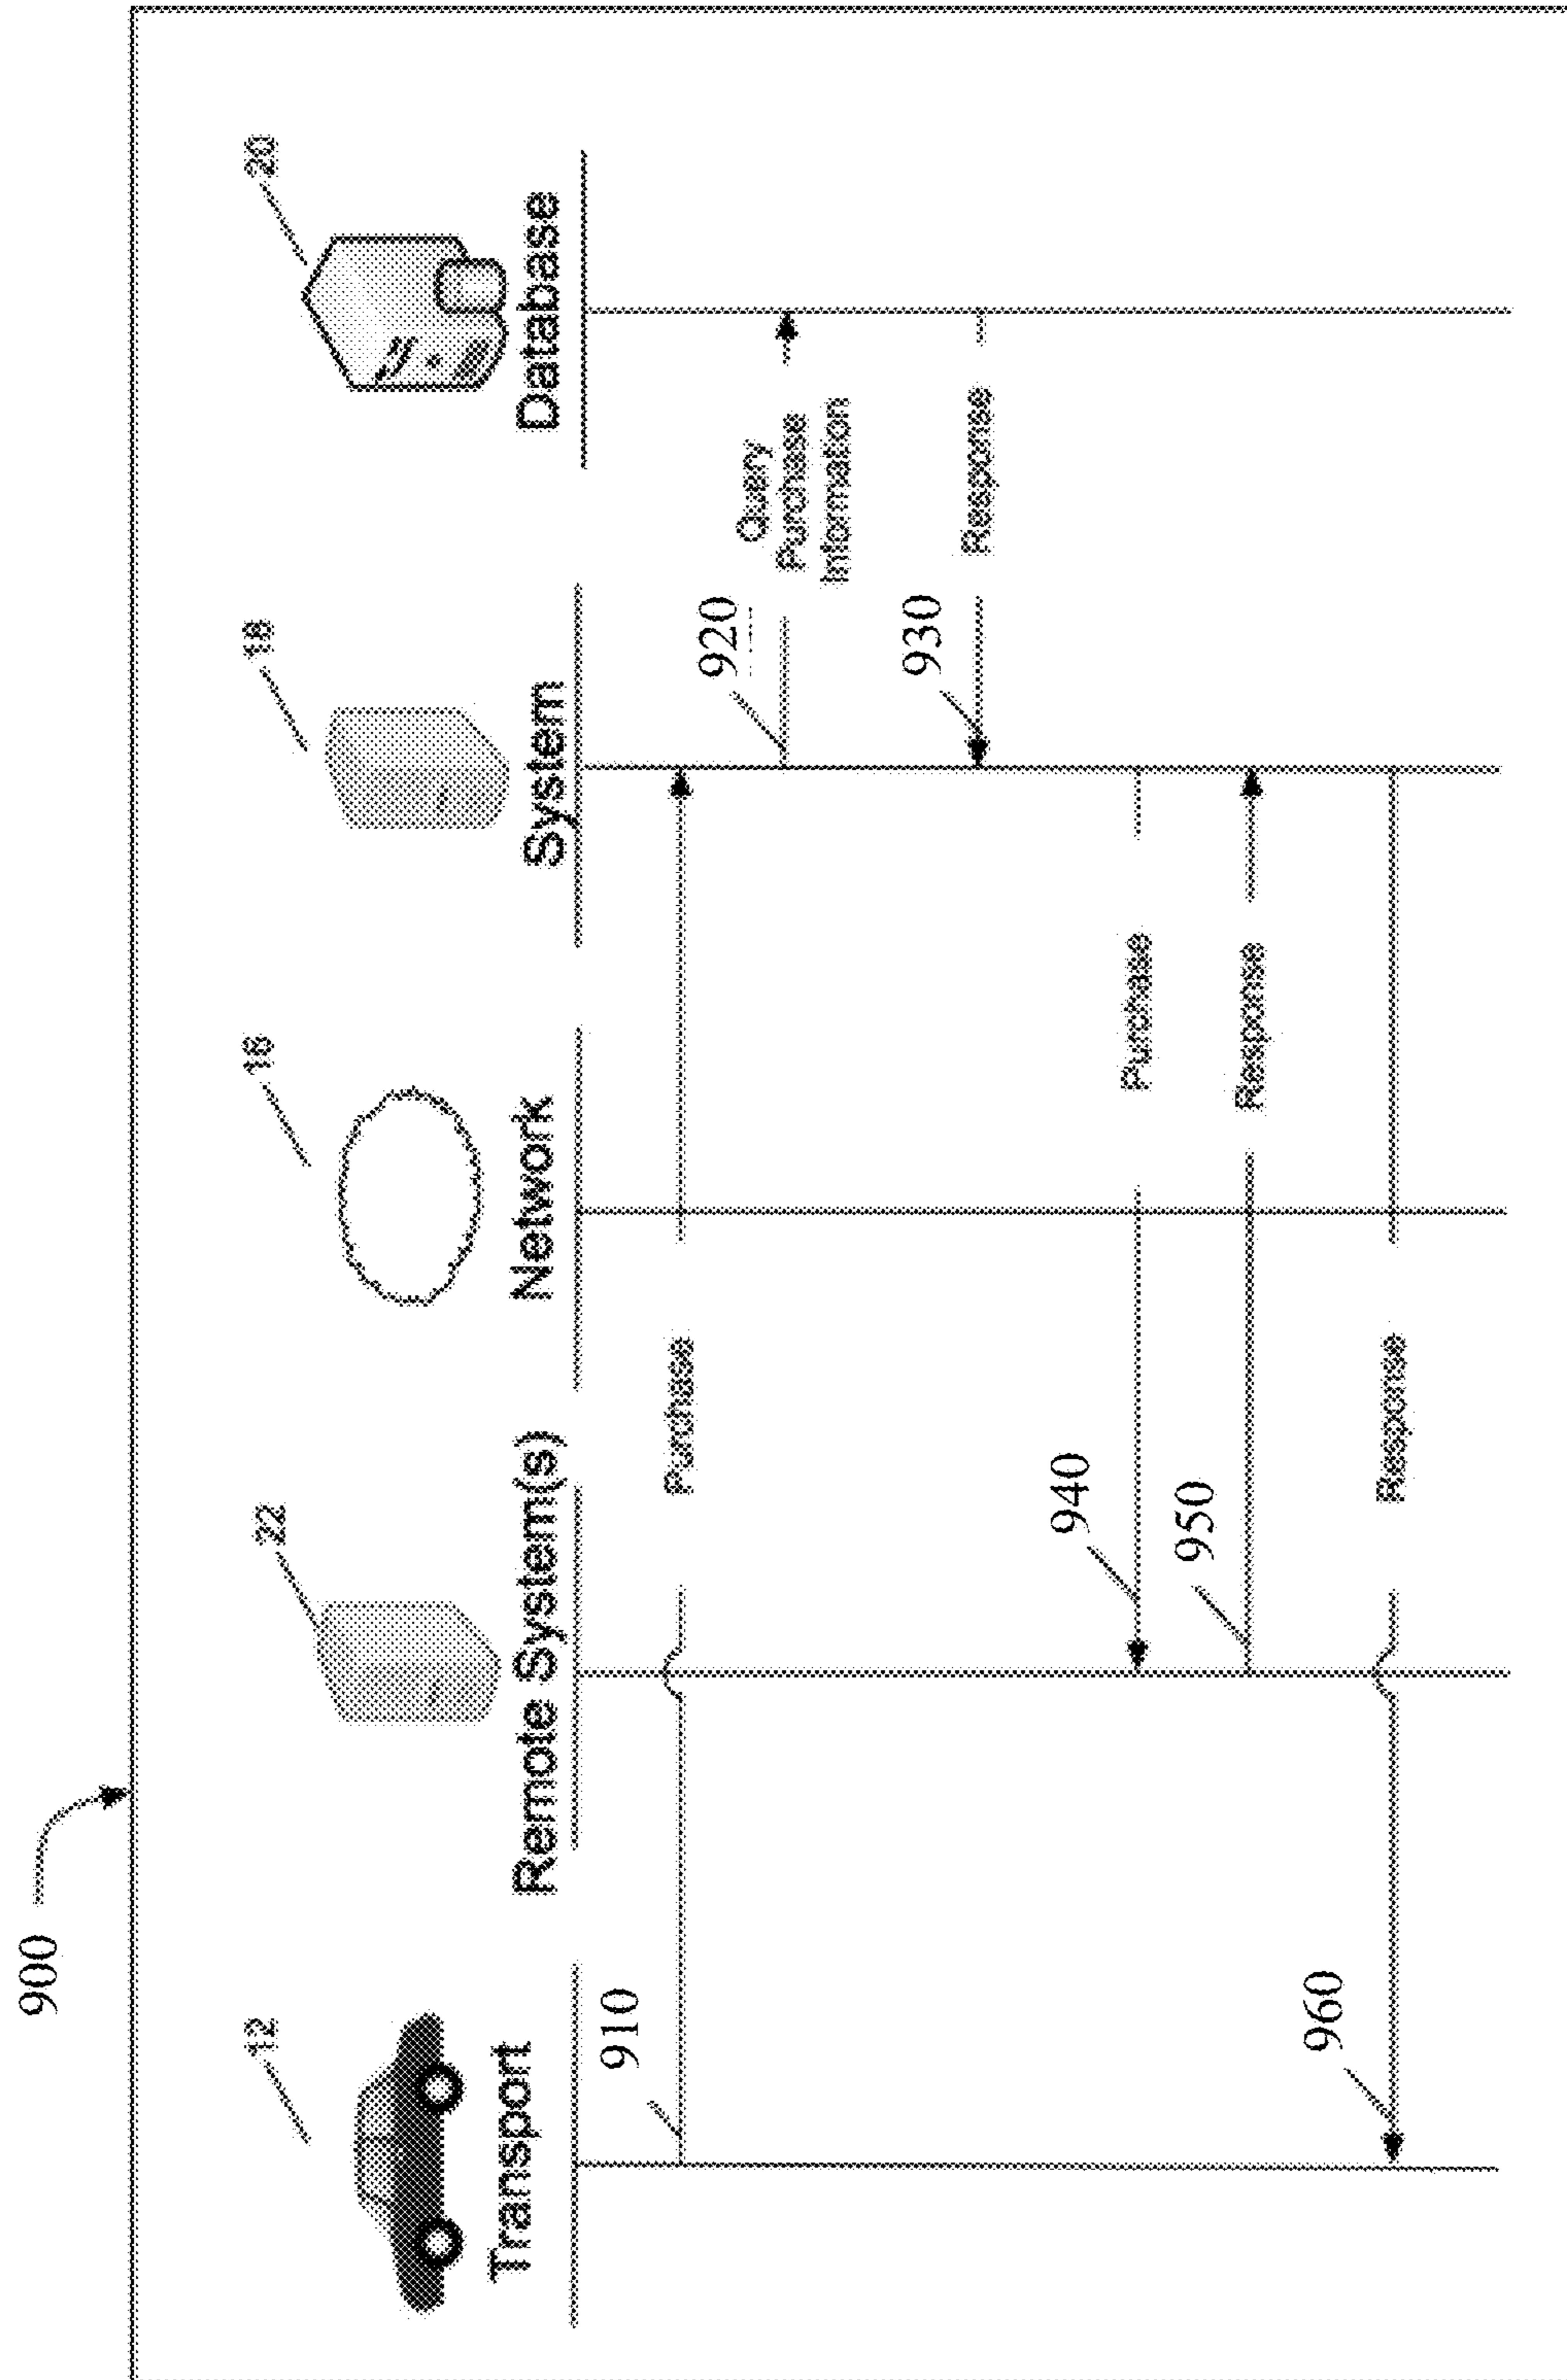 900
12
22
16
18
20
Transport
Remote System(s)
Network
System
Database
910
Purchase
920
Query
Purchase
Information
930
Response
940
Purchase
950
Response
960
Response